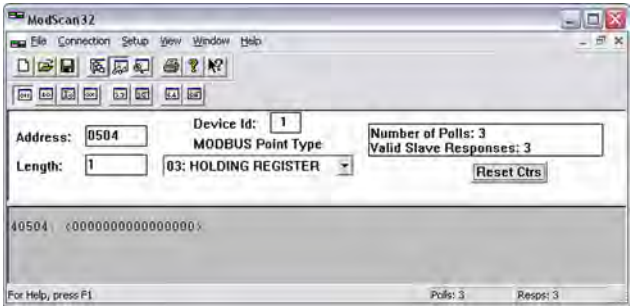 ModScan32
File Connection Setup View Window Help
Address: 0504
Device Id: 1
MODBUS Point Type
Length: 1
03: HOLDING REGISTER
Number of Polls: 3
Valid Slave Responses: 3
Reset Ctrs
40504: <0000000000000000>
For Help, press F1
Polls: 3
Resps: 3